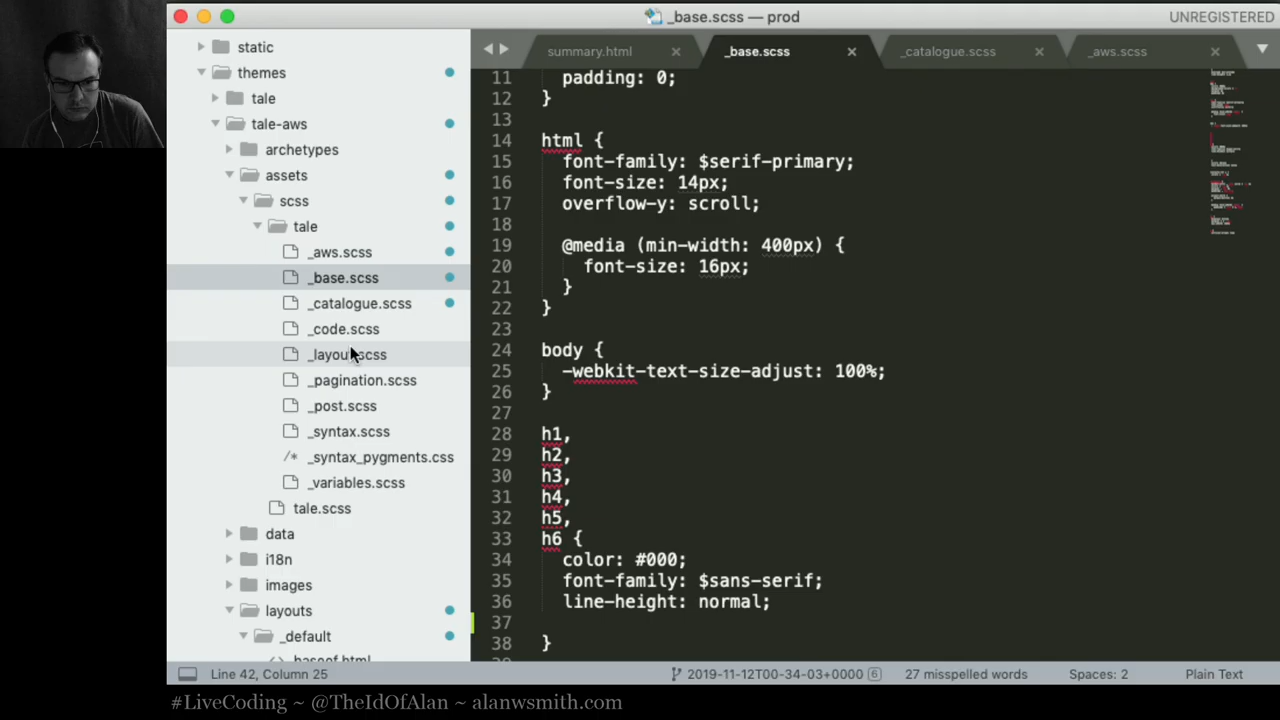 _base.scss — prod
UNREGISTERED
static
themes
tale
tale-aws
archetypes
assets
scss
tale
_aws.scss
_base.scss
_catalogue.scss
_code.scss
_layout.scss
_pagination.scss
_post.scss
_syntax.scss
/* _syntax_pygments.css
_variables.scss
tale.scss
data
i18n
images
layouts
_default
baseof.html
summary.html
_base.scss
_catalogue.scss
_aws.scss
11 padding: 0;
12 }
13
14 html {
15 font-family: $serif-primary;
16 font-size: 14px;
17 overflow-y: scroll;
18
19 @media (min-width: 400px) {
20 font-size: 16px;
21 }
22 }
23
24 body {
25 -webkit-text-size-adjust: 100%;
26 }
27
28 h1,
29 h2,
30 h3,
31 h4,
32 h5,
33 h6 {
34 color: #000;
35 font-family: $sans-serif;
36 line-height: normal;
37
38 }
Line 42, Column 25
2019-11-12T00-34-03+0000 6
27 misspelled words
Spaces: 2
Plain Text
#LiveCoding ~ @TheIdOfAlan ~ alanwsmith.com